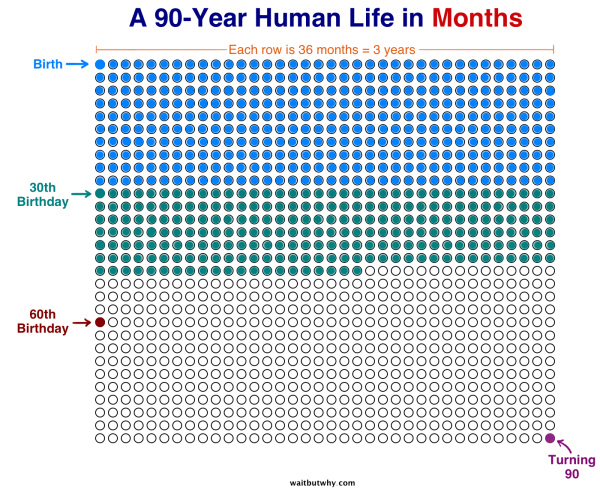 A 90-Year Human Life in Months
Each row is 36 months = 3 years
Birth
30th
Birthday
60th
Birthday
Turning
90
waitbutwhy.com